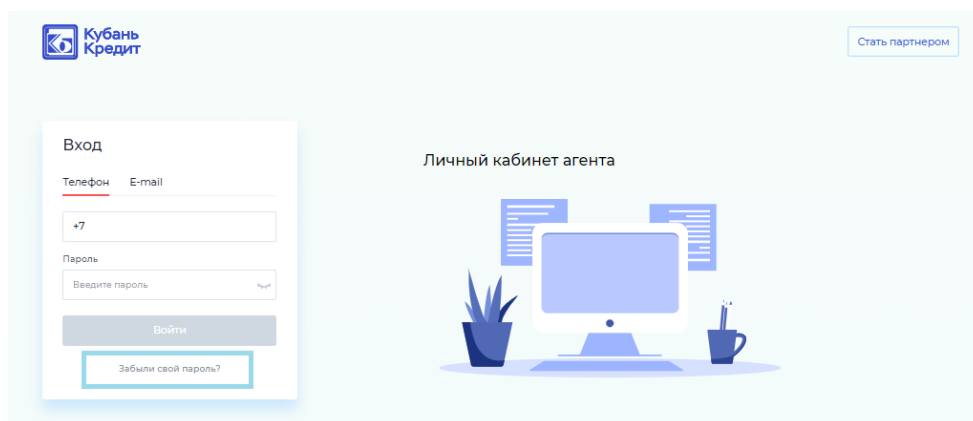 Кубань
Кредит
Стать партнером
Вход
Личный кабинет агента
Телефон E-mail
+7
Пароль
Введите пароль
Войти
Забыли свой пароль?